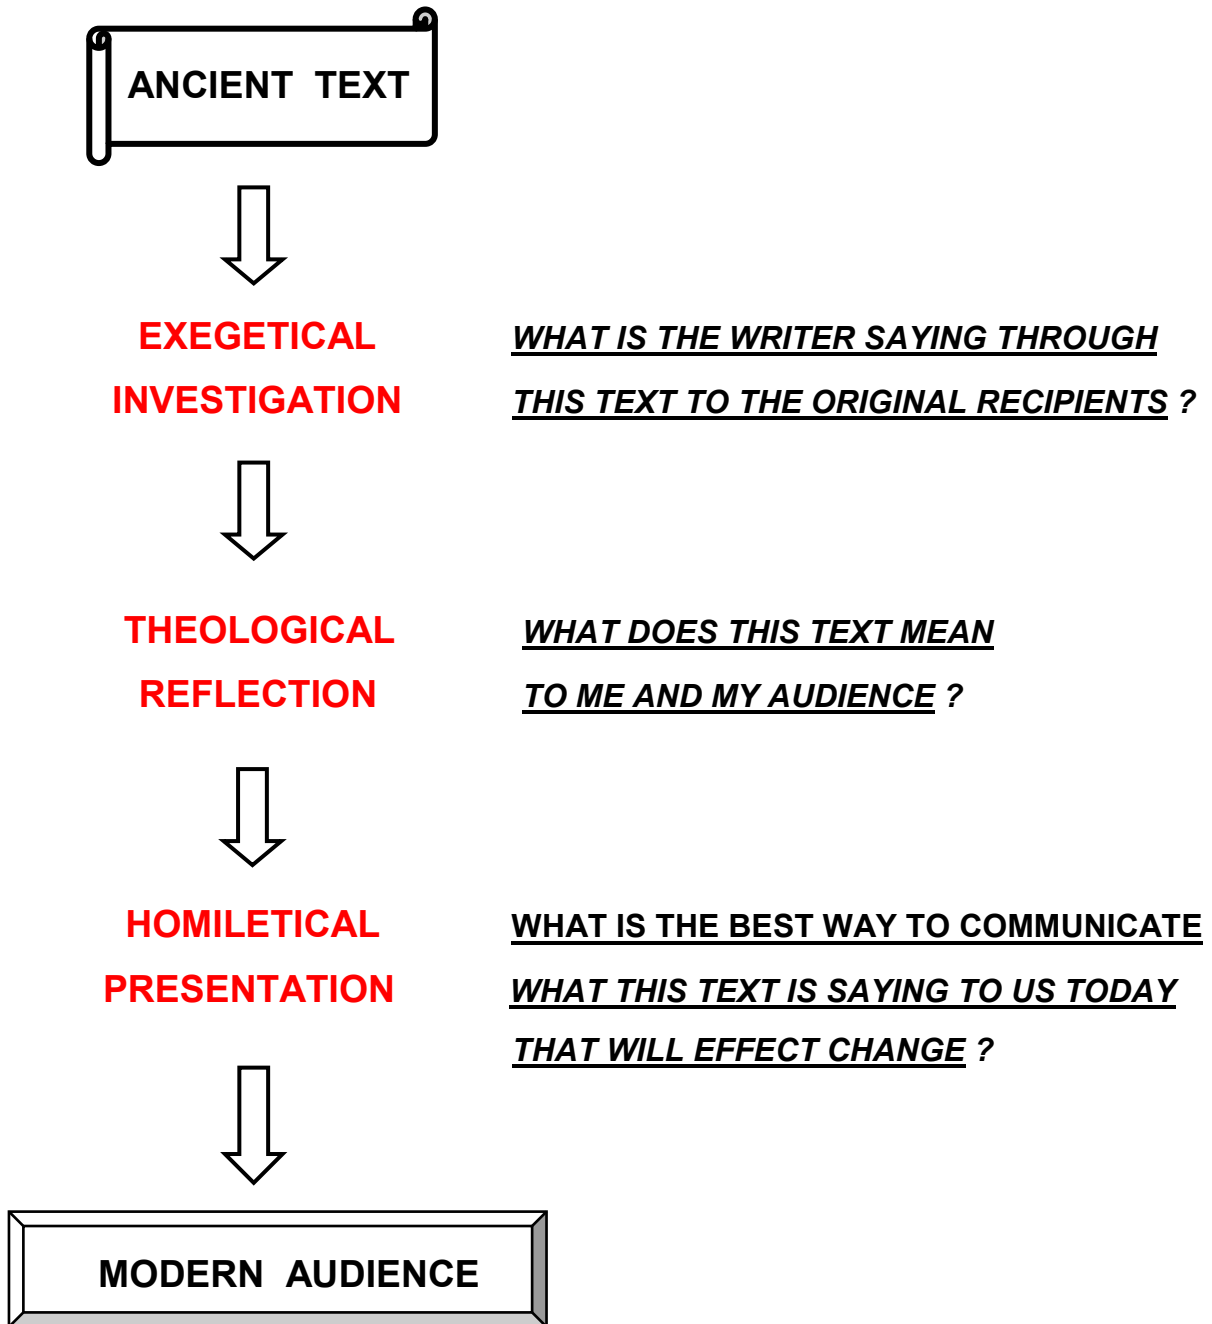 ANCIENT TEXT
EXEGETICAL
WHAT IS THE WRITER SAYING THROUGH
INVESTIGATION
THIS TEXT TO THE ORIGINAL RECIPIENTS ?
THEOLOGICAL
WHAT DOES THIS TEXT MEAN
REFLECTION
TO ME AND MY AUDIENCE ?
HOMILETICAL
WHAT IS THE BEST WAY TO COMMUNICATE
PRESENTATION
WHAT THIS TEXT IS SAYING TO US TODAY
THAT WILL EFFECT CHANGE ?
MODERN AUDIENCE